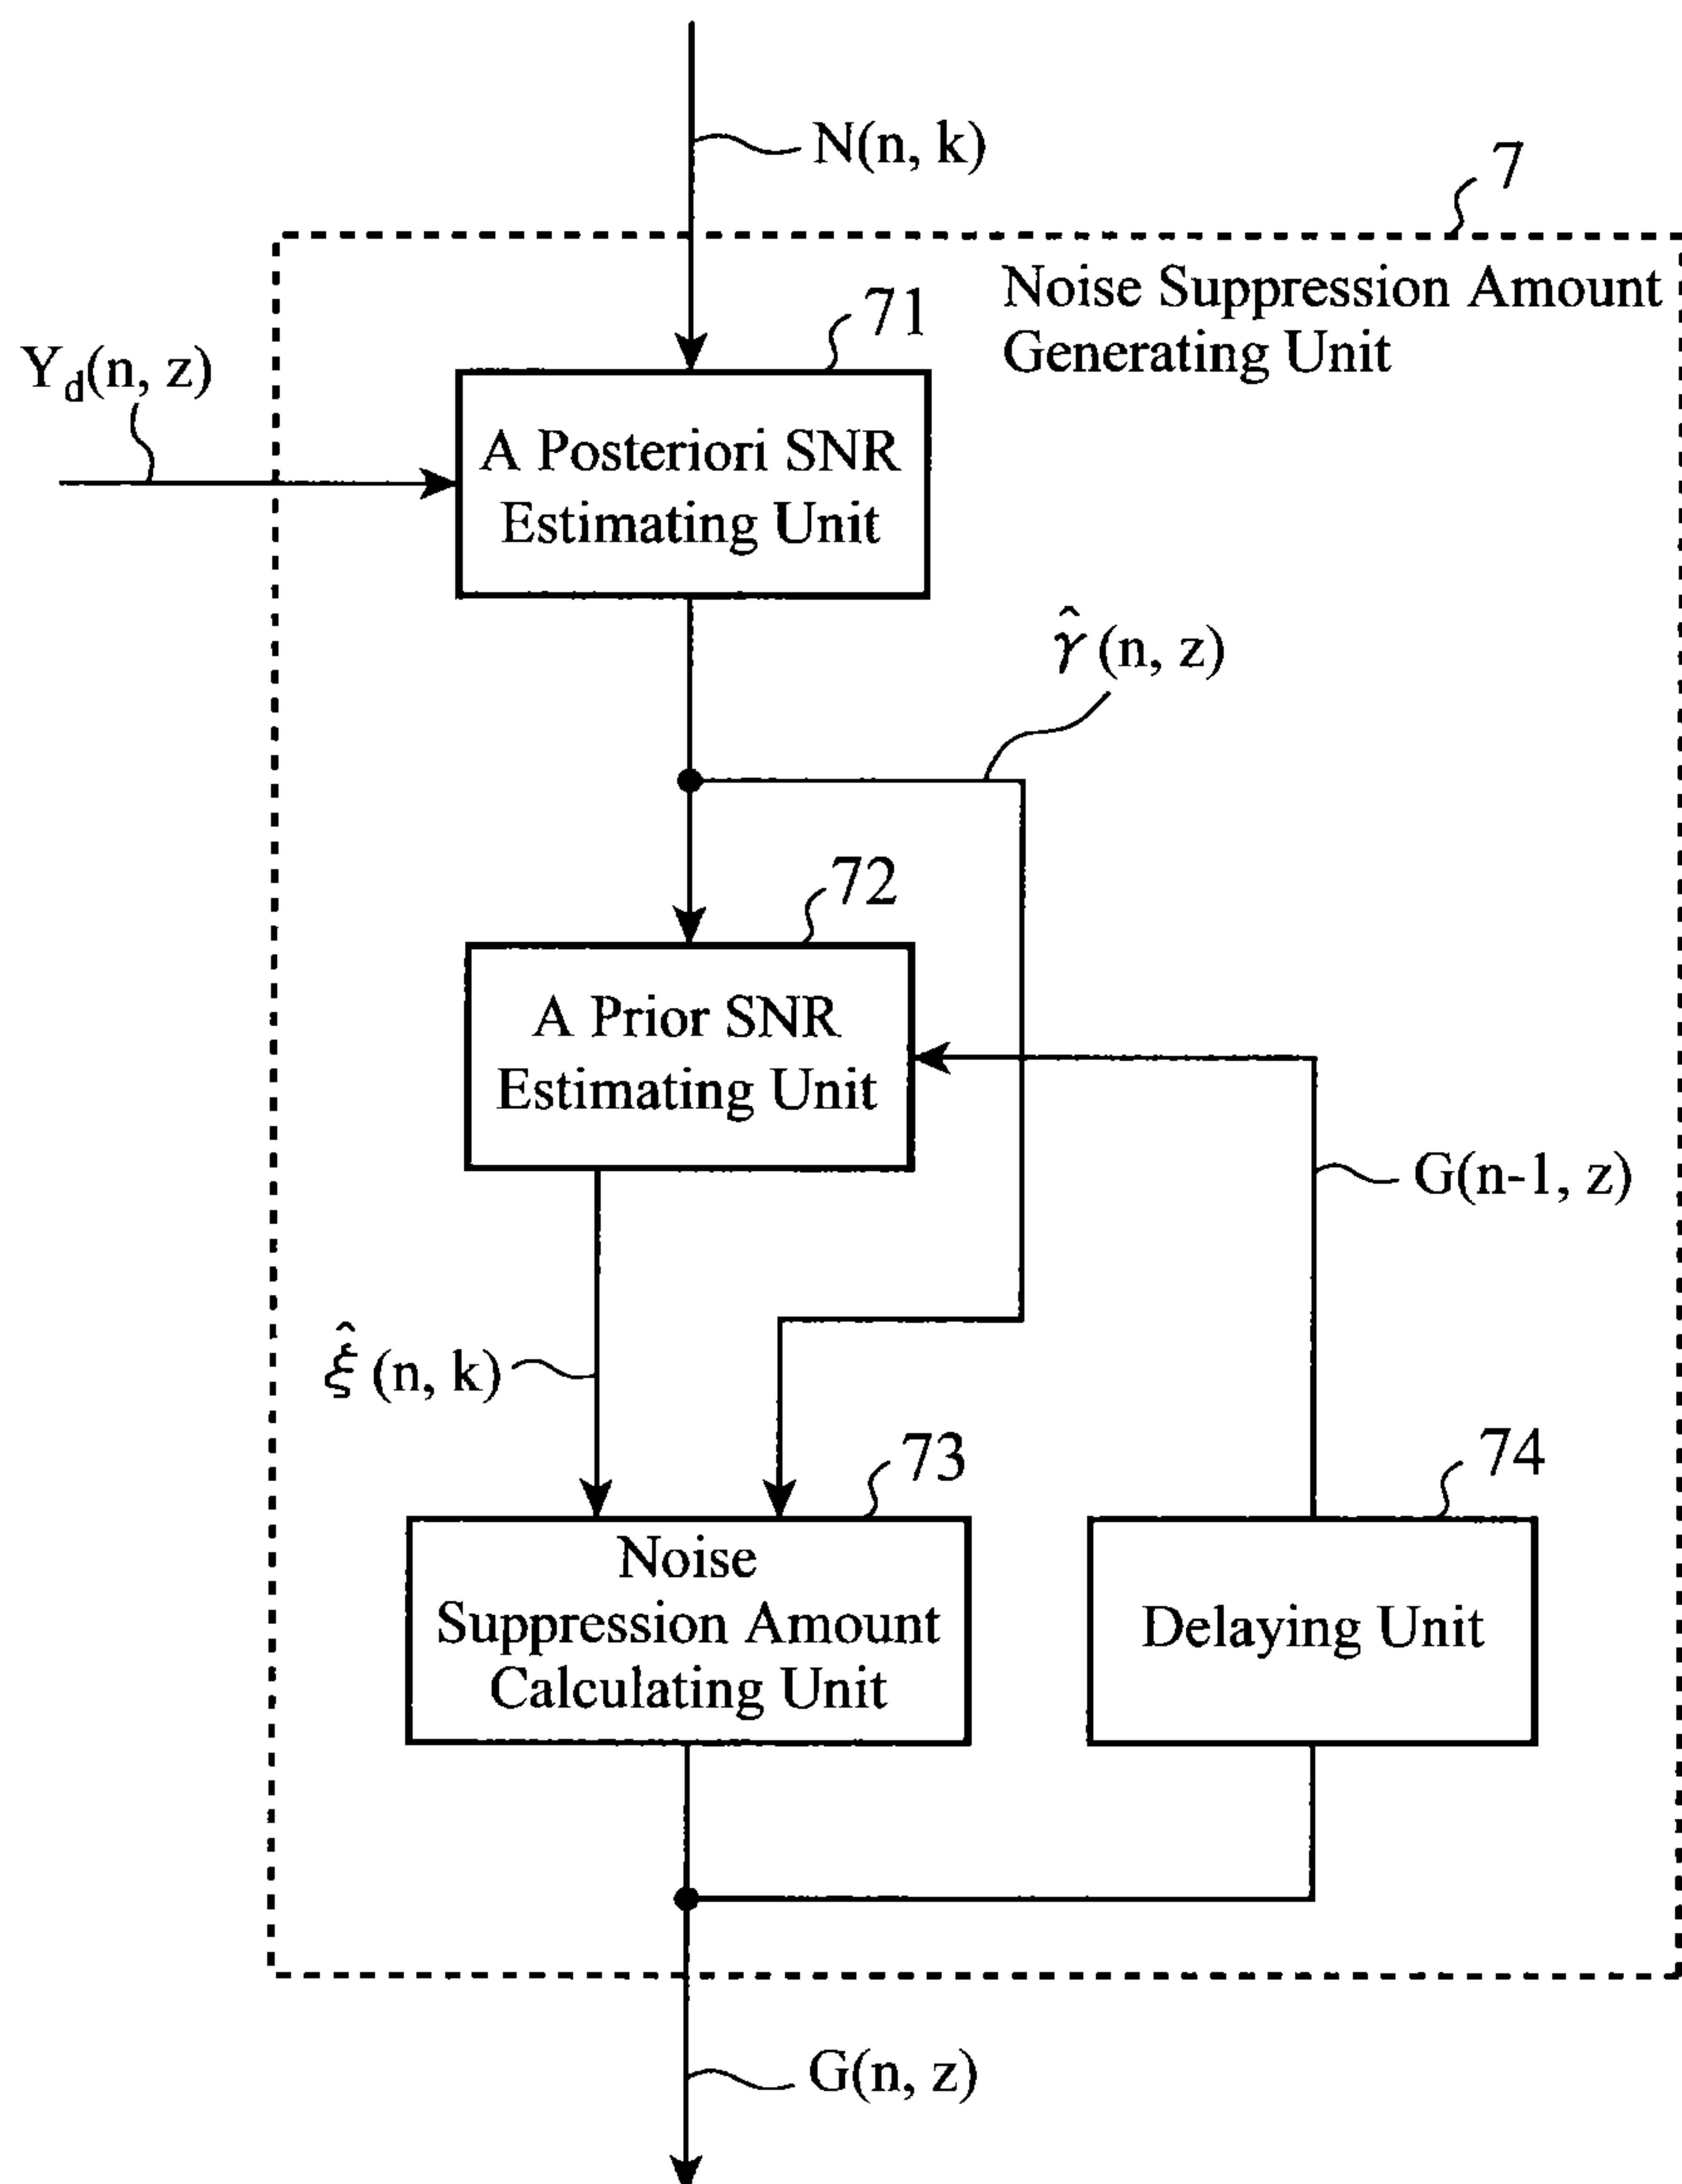 N(n, k)
7
Noise Suppression Amount
Generating Unit
71
Y_d(n, z)
A Posteriori SNR
Estimating Unit
γ̂ (n, z)
72
A Prior SNR
Estimating Unit
G(n-1, z)
ξ̂ (n, k)
73
74
Noise
Suppression Amount
Calculating Unit
Delaying Unit
G(n, z)